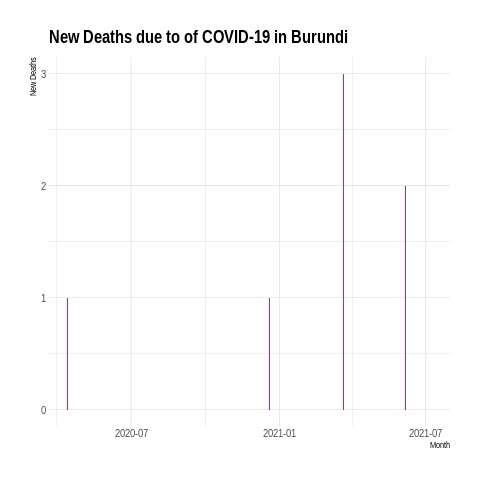 New Deaths due to of COVID-19 in Burundi
New Deaths
3
2
1
0
2020-07
2021-01
2021-07
Month